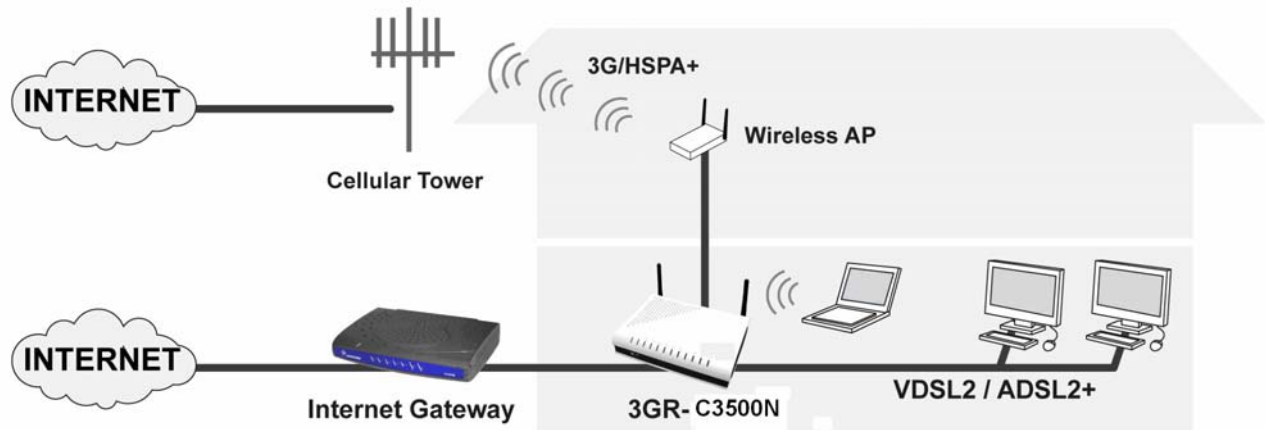 INTERNET
3G/HSPA+
Wireless AP
Cellular Tower
INTERNET
Internet Gateway
3GR- C3500N
VDSL2 / ADSL2+